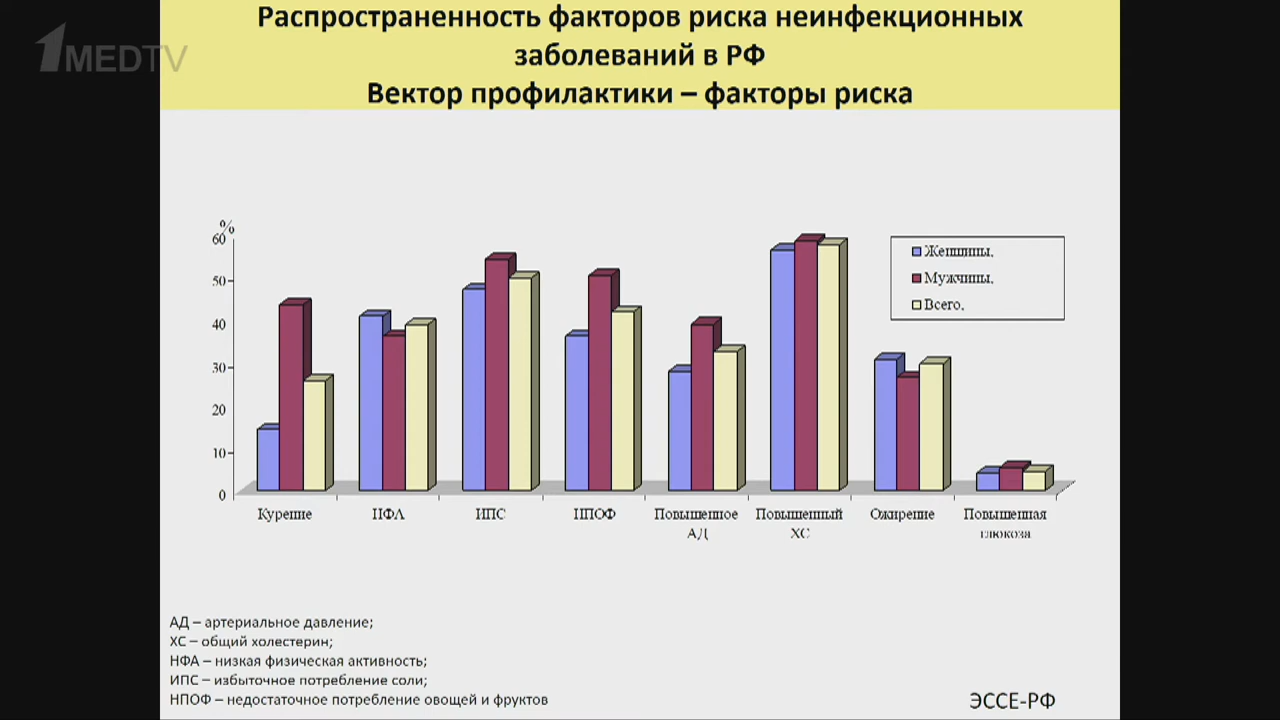 Распространенность факторов риска неинфекционных
заболеваний в РФ
Вектор профилактики – факторы риска
1MEDTV
%
60
50
40
30
20
10
0
Женщины,
Мужчины,
Всего,
Курение
НФА
ИПС
НПОФ
Повышенное
АД
Повышенный
ХС
Ожирение
Повышенная
глюкоза
АД – артериальное давление;
ХС – общий холестерин;
НФА – низкая физическая активность;
ИПС – избыточное потребление соли;
НПОФ – недостаточное потребление овощей и фруктов
ЭССЕ-РФ